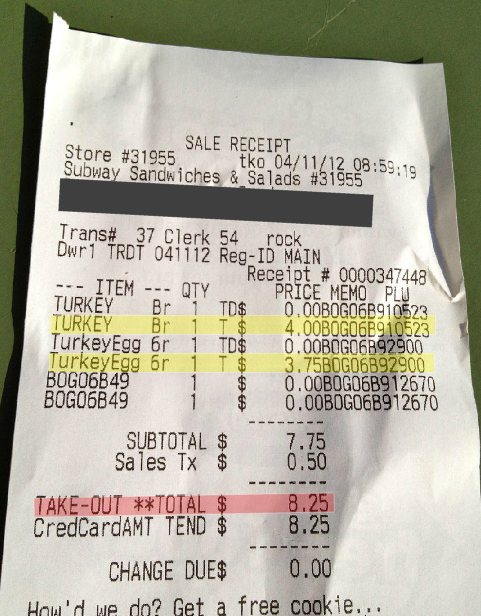 SALE RECEIPT
Store #31955 tko 04/11/12 08:59:19
Subway Sandwiches & Salads #31955
Trans# 37 Clerk 54 rock
Dwr1 TRDT 041112 Reg-ID MAIN
Receipt # 0000347448
--- ITEM --- QTY PRICE MEMO PLU
TURKEY Br 1 TD$ 0.00BOGO6B910523
TURKEY Br 1 T $ 4.00BOGO6B910523
TurkeyEgg 6r 1 TD$ 0.00BOGO6B92900
TurkeyEgg 6r 1 T $ 3.75BOGO6B92900
BOGO6B49 1 $ 0.00BOGO6B912670
BOGO6B49 1 $ 0.00BOGO6B912670
--------
SUBTOTAL $ 7.75
Sales Tx $ 0.50
--------
TAKE-OUT **TOTAL $ 8.25
CredCardAMT TEND $ 8.25
--------
CHANGE DUE$ 0.00
How'd we do? Get a free cookie...